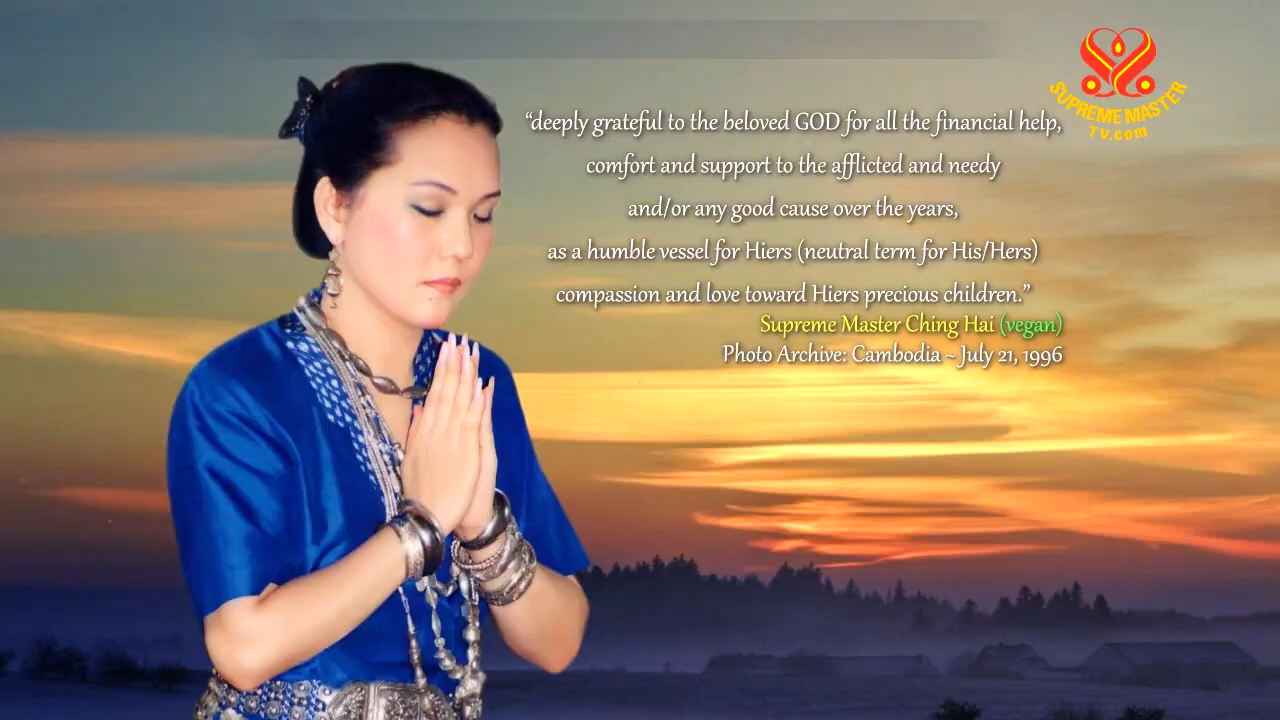 “deeply grateful to the beloved GOD for all the financial help,
comfort and support to the afflicted and needy
and/or any good cause over the years,
as a humble vessel for Hiers (neutral term for His/Hers)
compassion and love toward Hiers precious children.”
Supreme Master Ching Hai (vegan)
Photo Archive: Cambodia ~ July 21, 1996
SUPREME MASTER
TV.com